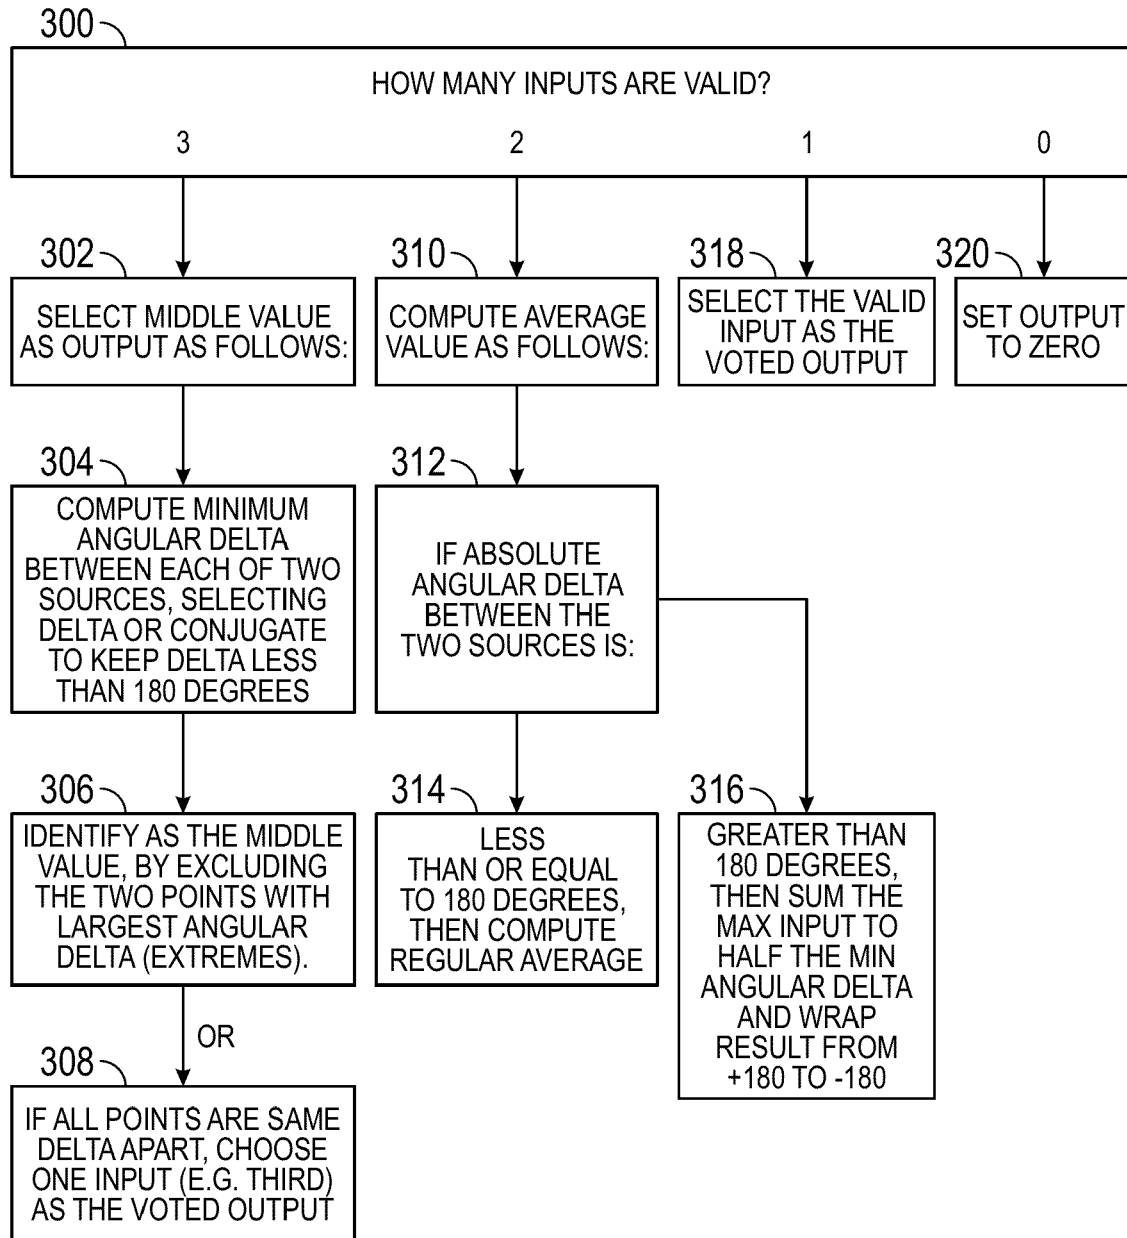 300
HOW MANY INPUTS ARE VALID?
3 2 1 0
302
SELECT MIDDLE VALUE
AS OUTPUT AS FOLLOWS:
310
COMPUTE AVERAGE
VALUE AS FOLLOWS:
318
SELECT THE VALID
INPUT AS THE
VOTED OUTPUT
320
SET OUTPUT
TO ZERO
304
COMPUTE MINIMUM
ANGULAR DELTA
BETWEEN EACH OF TWO
SOURCES, SELECTING
DELTA OR CONJUGATE
TO KEEP DELTA LESS
THAN 180 DEGREES
312
IF ABSOLUTE
ANGULAR DELTA
BETWEEN THE
TWO SOURCES IS:
306
IDENTIFY AS THE MIDDLE
VALUE, BY EXCLUDING
THE TWO POINTS WITH
LARGEST ANGULAR
DELTA (EXTREMES).
314
LESS
THAN OR EQUAL
TO 180 DEGREES,
THEN COMPUTE
REGULAR AVERAGE
316
GREATER THAN
180 DEGREES,
THEN SUM THE
MAX INPUT TO
HALF THE MIN
ANGULAR DELTA
AND WRAP
RESULT FROM
+180 TO -180
OR
308
IF ALL POINTS ARE SAME
DELTA APART, CHOOSE
ONE INPUT (E.G. THIRD)
AS THE VOTED OUTPUT